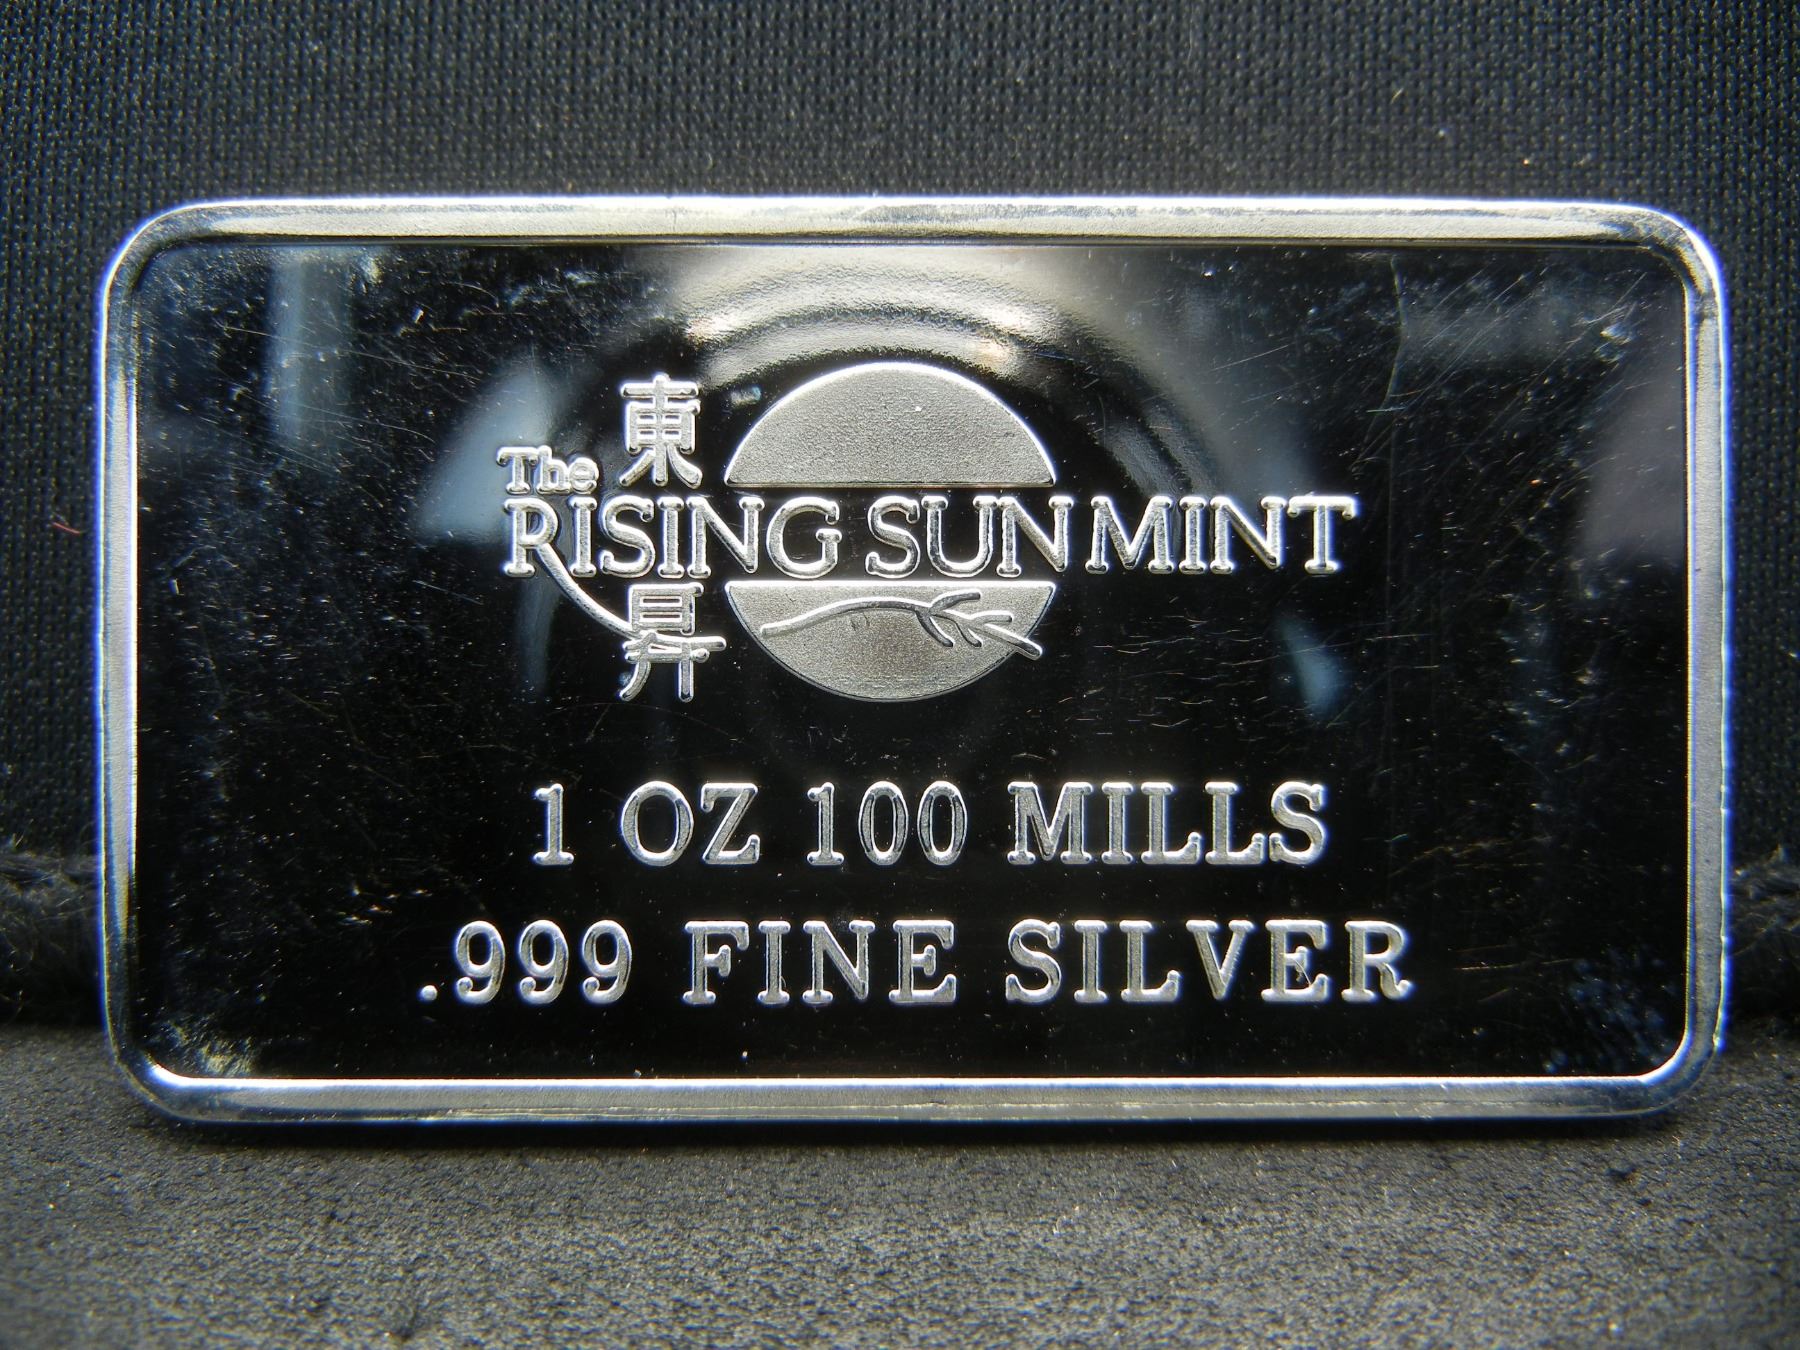 東昇
The
RISING SUN MINT
1 OZ 100 MILLS
.999 FINE SILVER